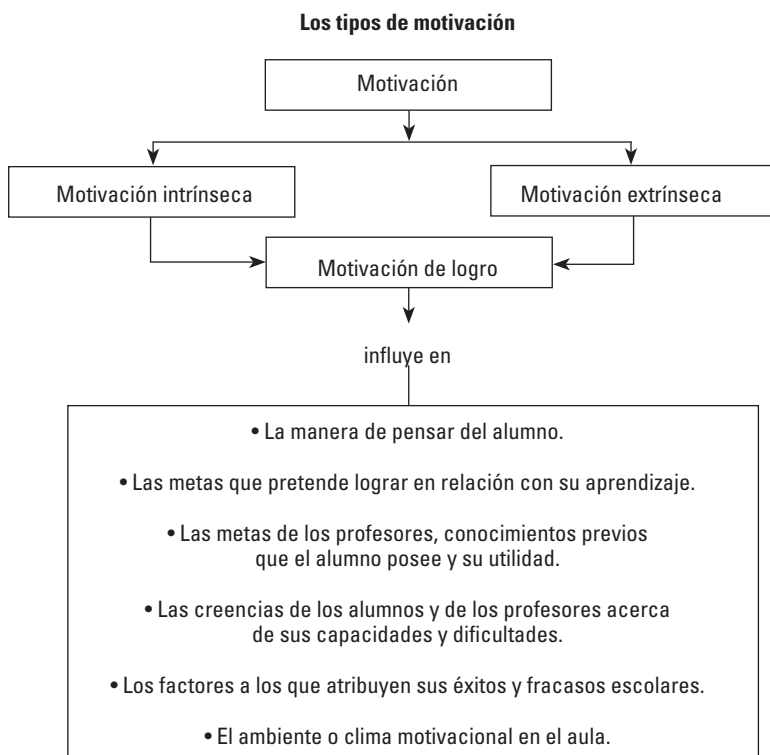 Los tipos de motivación
Motivación
Motivación intrínseca
Motivación extrínseca
Motivación de logro
influye en
• La manera de pensar del alumno.
• Las metas que pretende lograr en relación con su aprendizaje.
• Las metas de los profesores, conocimientos previos
que el alumno posee y su utilidad.
• Las creencias de los alumnos y de los profesores acerca
de sus capacidades y dificultades.
• Los factores a los que atribuyen sus éxitos y fracasos escolares.
• El ambiente o clima motivacional en el aula.